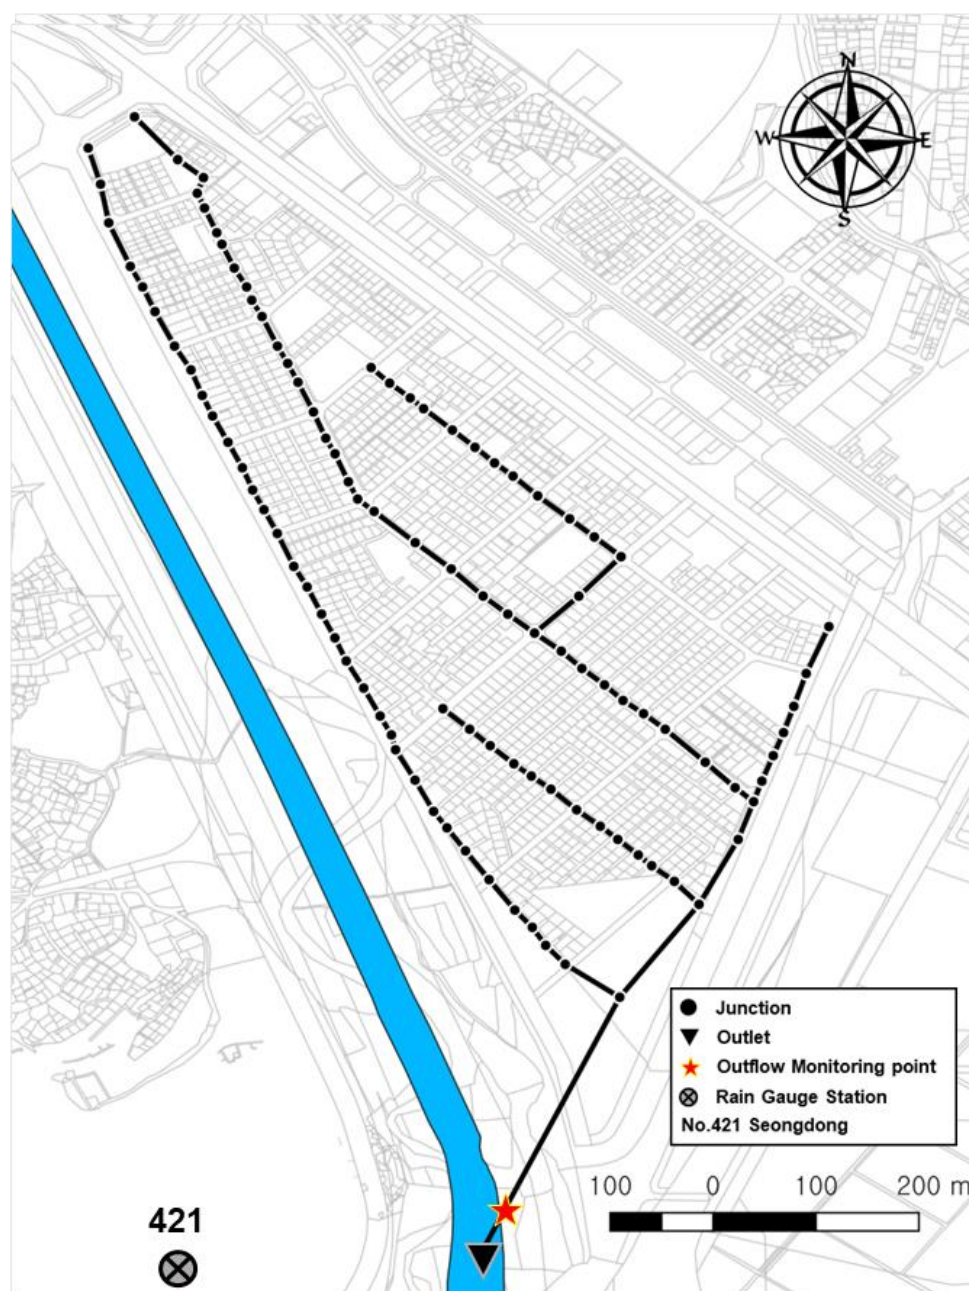 N
W
E
S
Junction
Outlet
Outflow Monitoring point
Rain Gauge Station
No.421 Seongdong
100 0 100 200 m
421